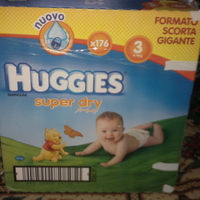 nuovo
x176
3
FORMATO
SCORTA
GIGANTE
HUGGIES
super dry